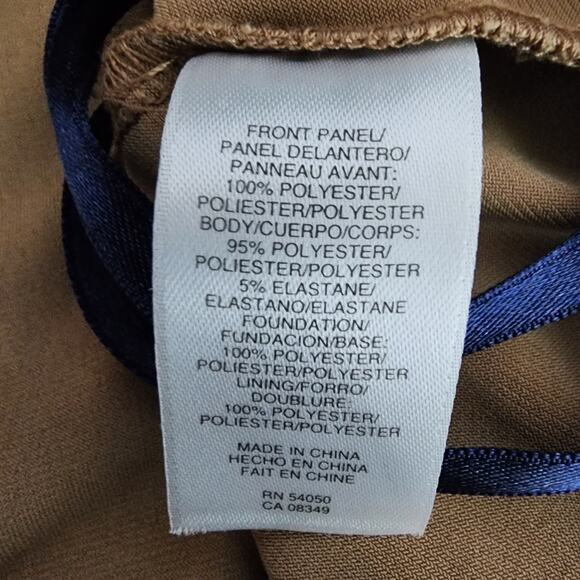 FRONT PANEL/
PANEL DELANTERO/
PANNEAU AVANT:
100% POLYESTER/
POLIESTER/POLYESTER
BODY/CUERPO/CORPS:
95% POLYESTER/
POLIESTER/POLYESTER
5% ELASTANE/
ELASTANO/ELASTANE
FOUNDATION/
FUNDACION/BASE:
100% POLYESTER/
POLIESTER/POLYESTER
LINING/FORRO/
DOUBLURE:
100% POLYESTER/
POLIESTER/POLYESTER
MADE IN CHINA
HECHO EN CHINA
FAIT EN CHINE
RN 54050
CA 08349